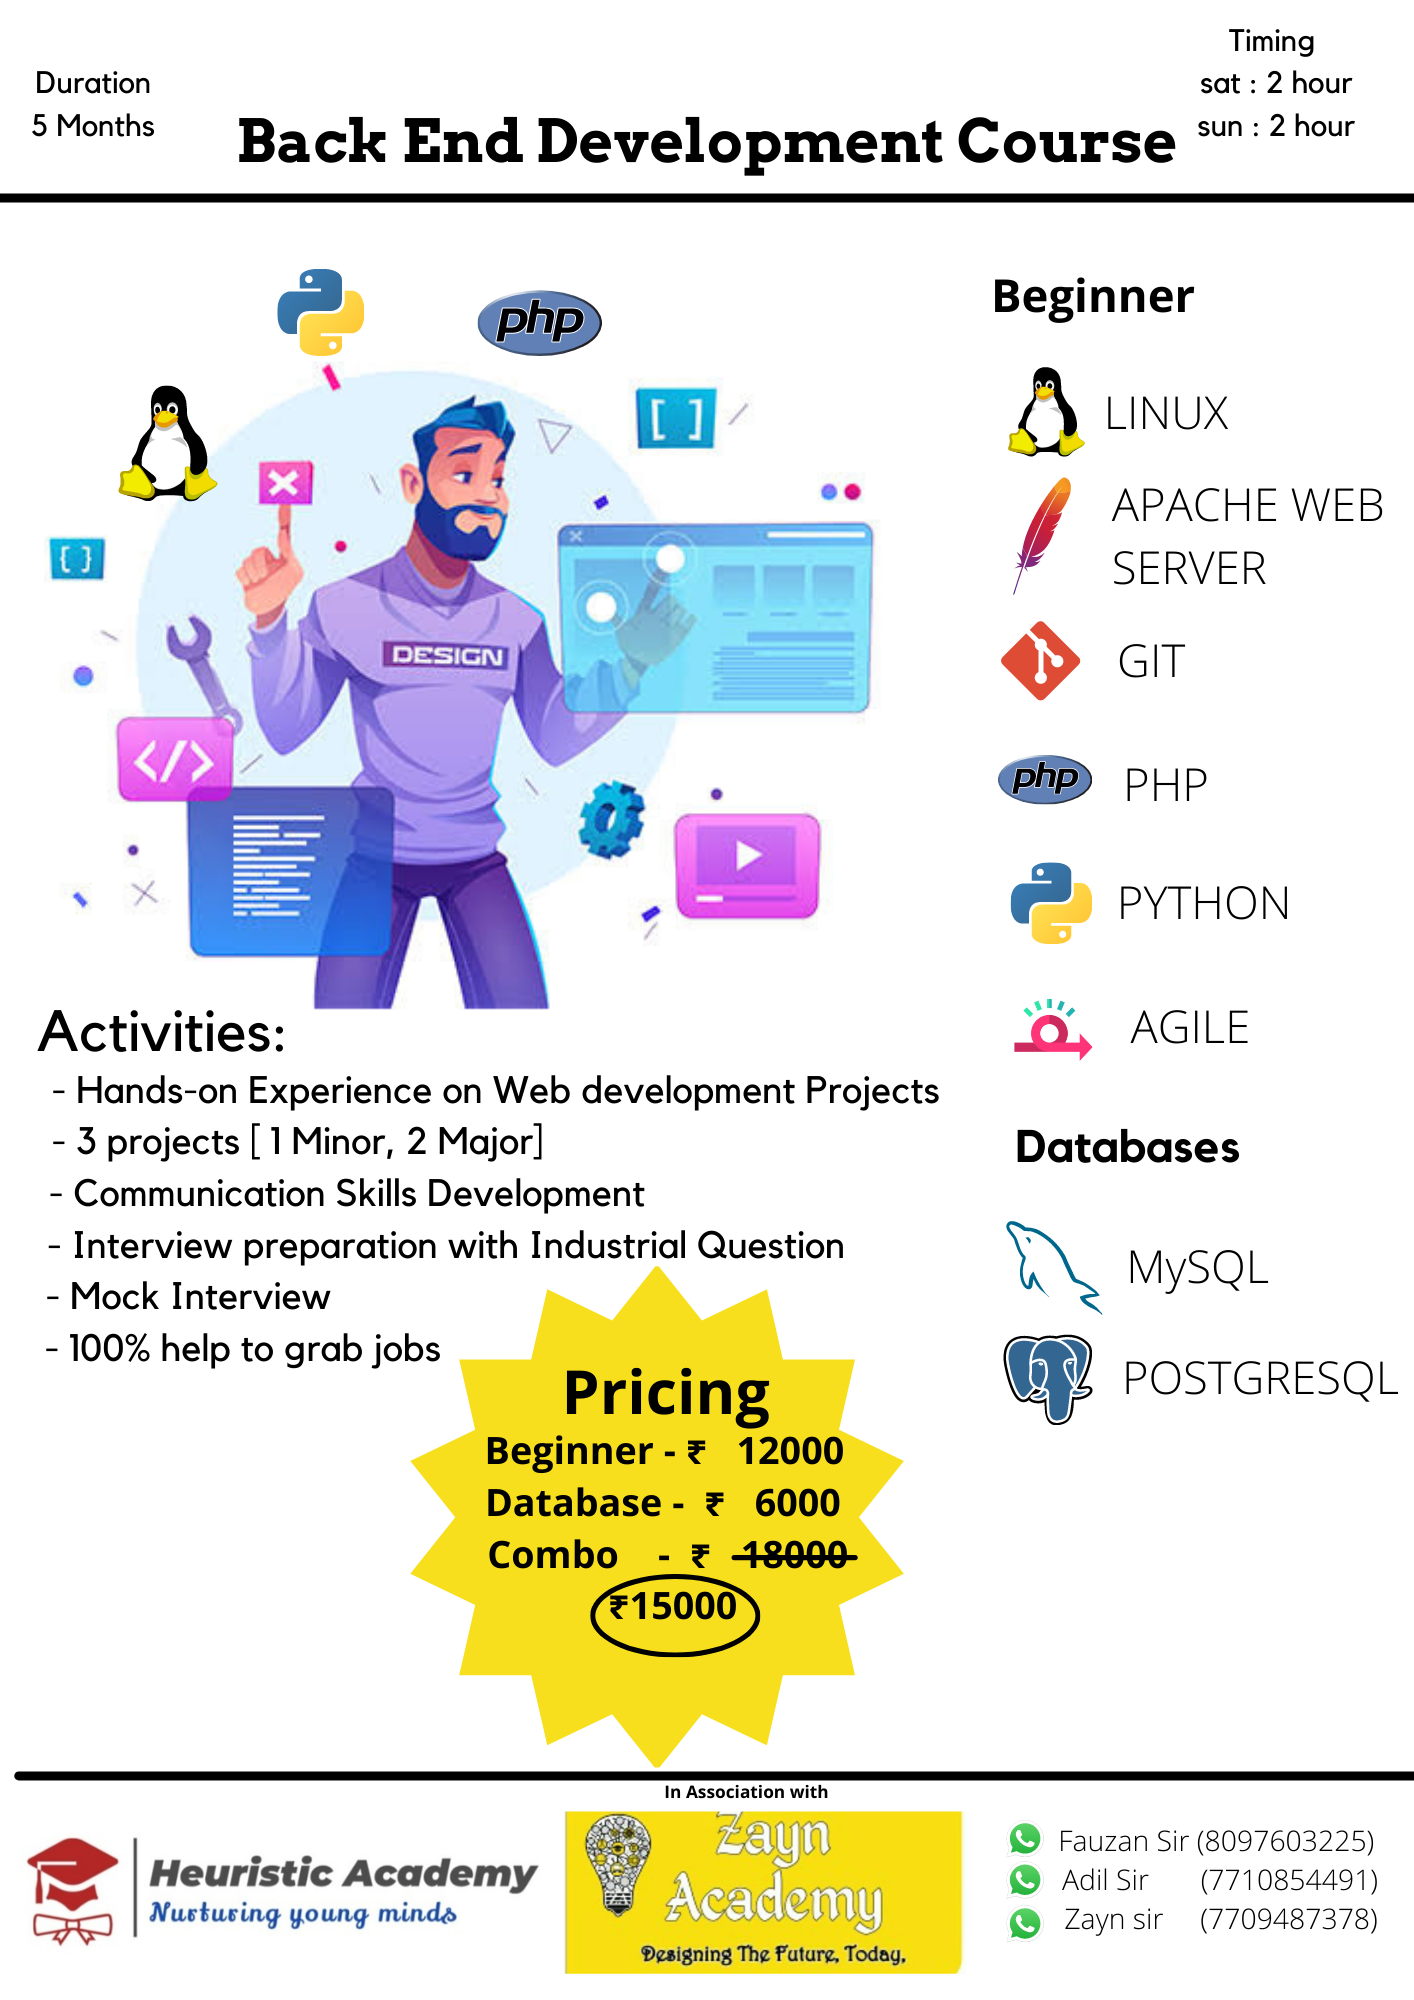 Duration
5 Months
Back End Development Course
Timing
sat : 2 hour
sun : 2 hour
php
[ ]
{ }
DESIGN
</>
Beginner
LINUX
APACHE WEB
SERVER
GIT
php
PHP
PYTHON
AGILE
Databases
MySQL
POSTGRESQL
Activities:
- Hands-on Experience on Web development Projects
- 3 projects [ 1 Minor, 2 Major]
- Communication Skills Development
- Interview preparation with Industrial Question
- Mock Interview
- 100% help to grab jobs
Pricing
Beginner - ₹ 12000
Database - ₹ 6000
Combo - ₹ 18000
₹15000
In Association with
Heuristic Academy
Nurturing young minds
Zayn
Academy
Designing The Future, Today,
Fauzan Sir (8097603225)
Adil Sir (7710854491)
Zayn sir (7709487378)